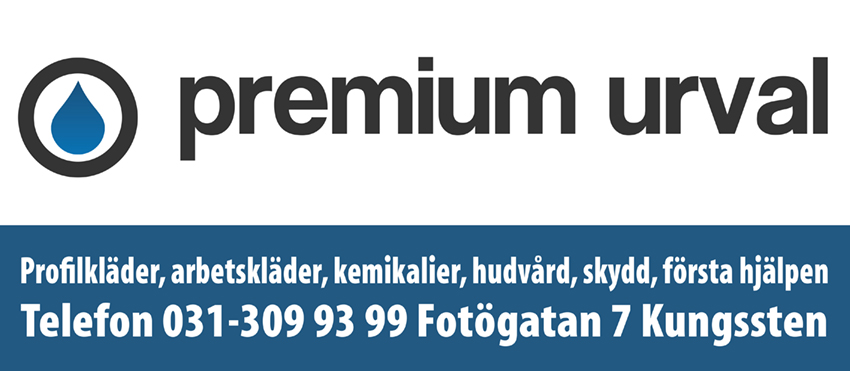 premium urval
Profilkläder, arbetskläder, kemikalier, hudvård, skydd, första hjälpen
Telefon 031-309 93 99 Fotögatan 7 Kungssten